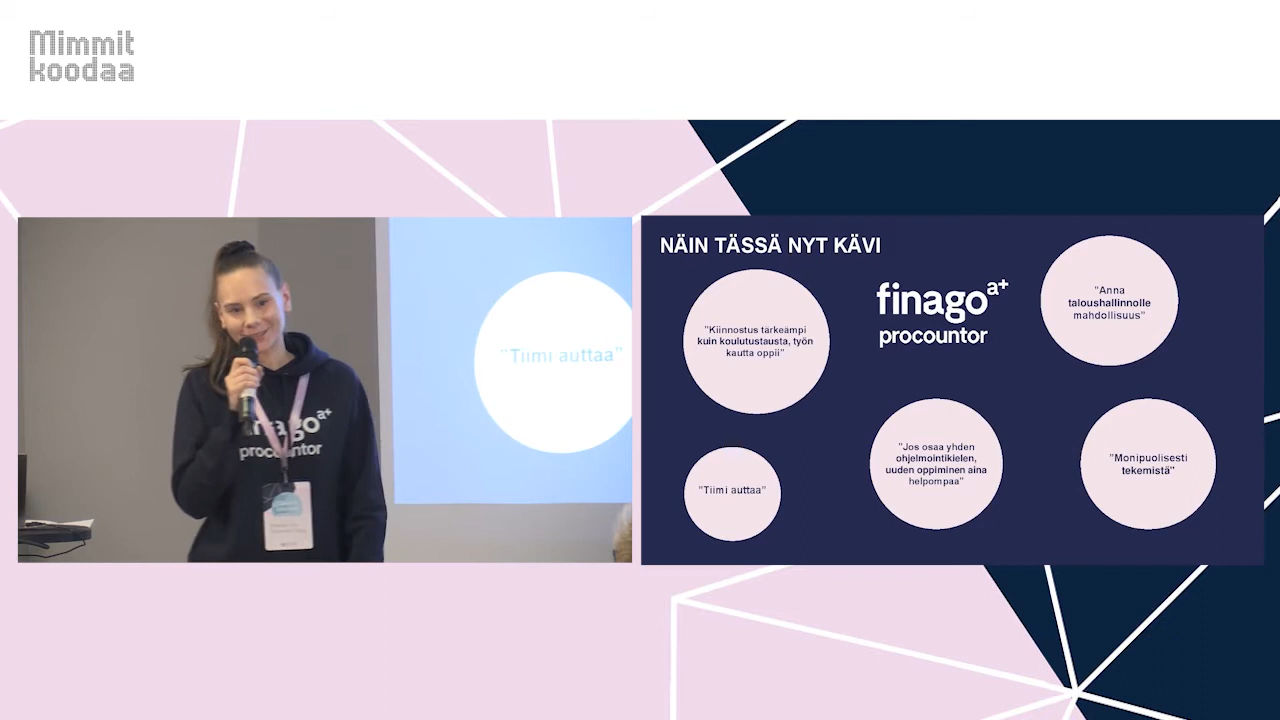 Mimmit
koodaa
"Tiimi auttaa"
finago a+
procountor
NÄIN TÄSSÄ NYT KÄVI
"Kiinnostus tärkeämpi
kuin koulutustausta, työn
kautta oppii"
finago a+
procountor
"Anna
taloushallinnolle
mahdollisuus"
"Tiimi auttaa"
"Jos osaa yhden
ohjelmointikielen,
uuden oppiminen aina
helpompaa"
"Monipuolisesti
tekemistä"